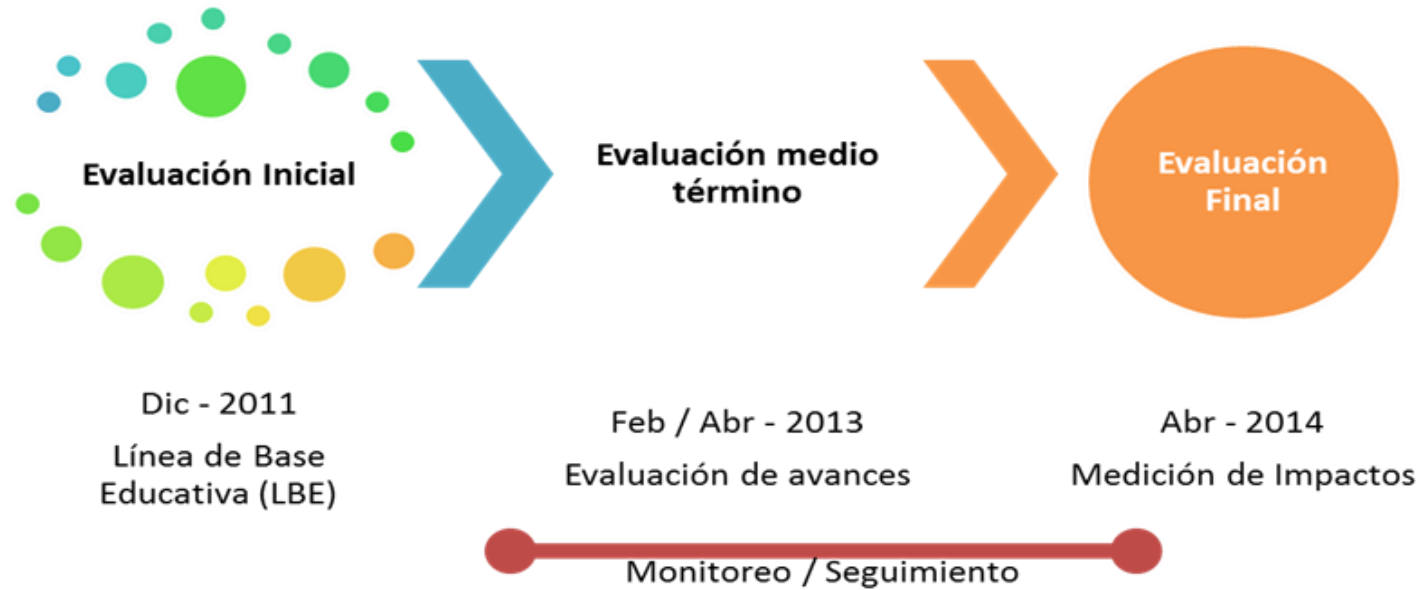 Evaluación Inicial
Evaluación medio
término
Evaluación
Final
Dic - 2011
Línea de Base
Educativa (LBE)
Feb / Abr - 2013
Evaluación de avances
Abr - 2014
Medición de Impactos
Monitoreo / Seguimiento